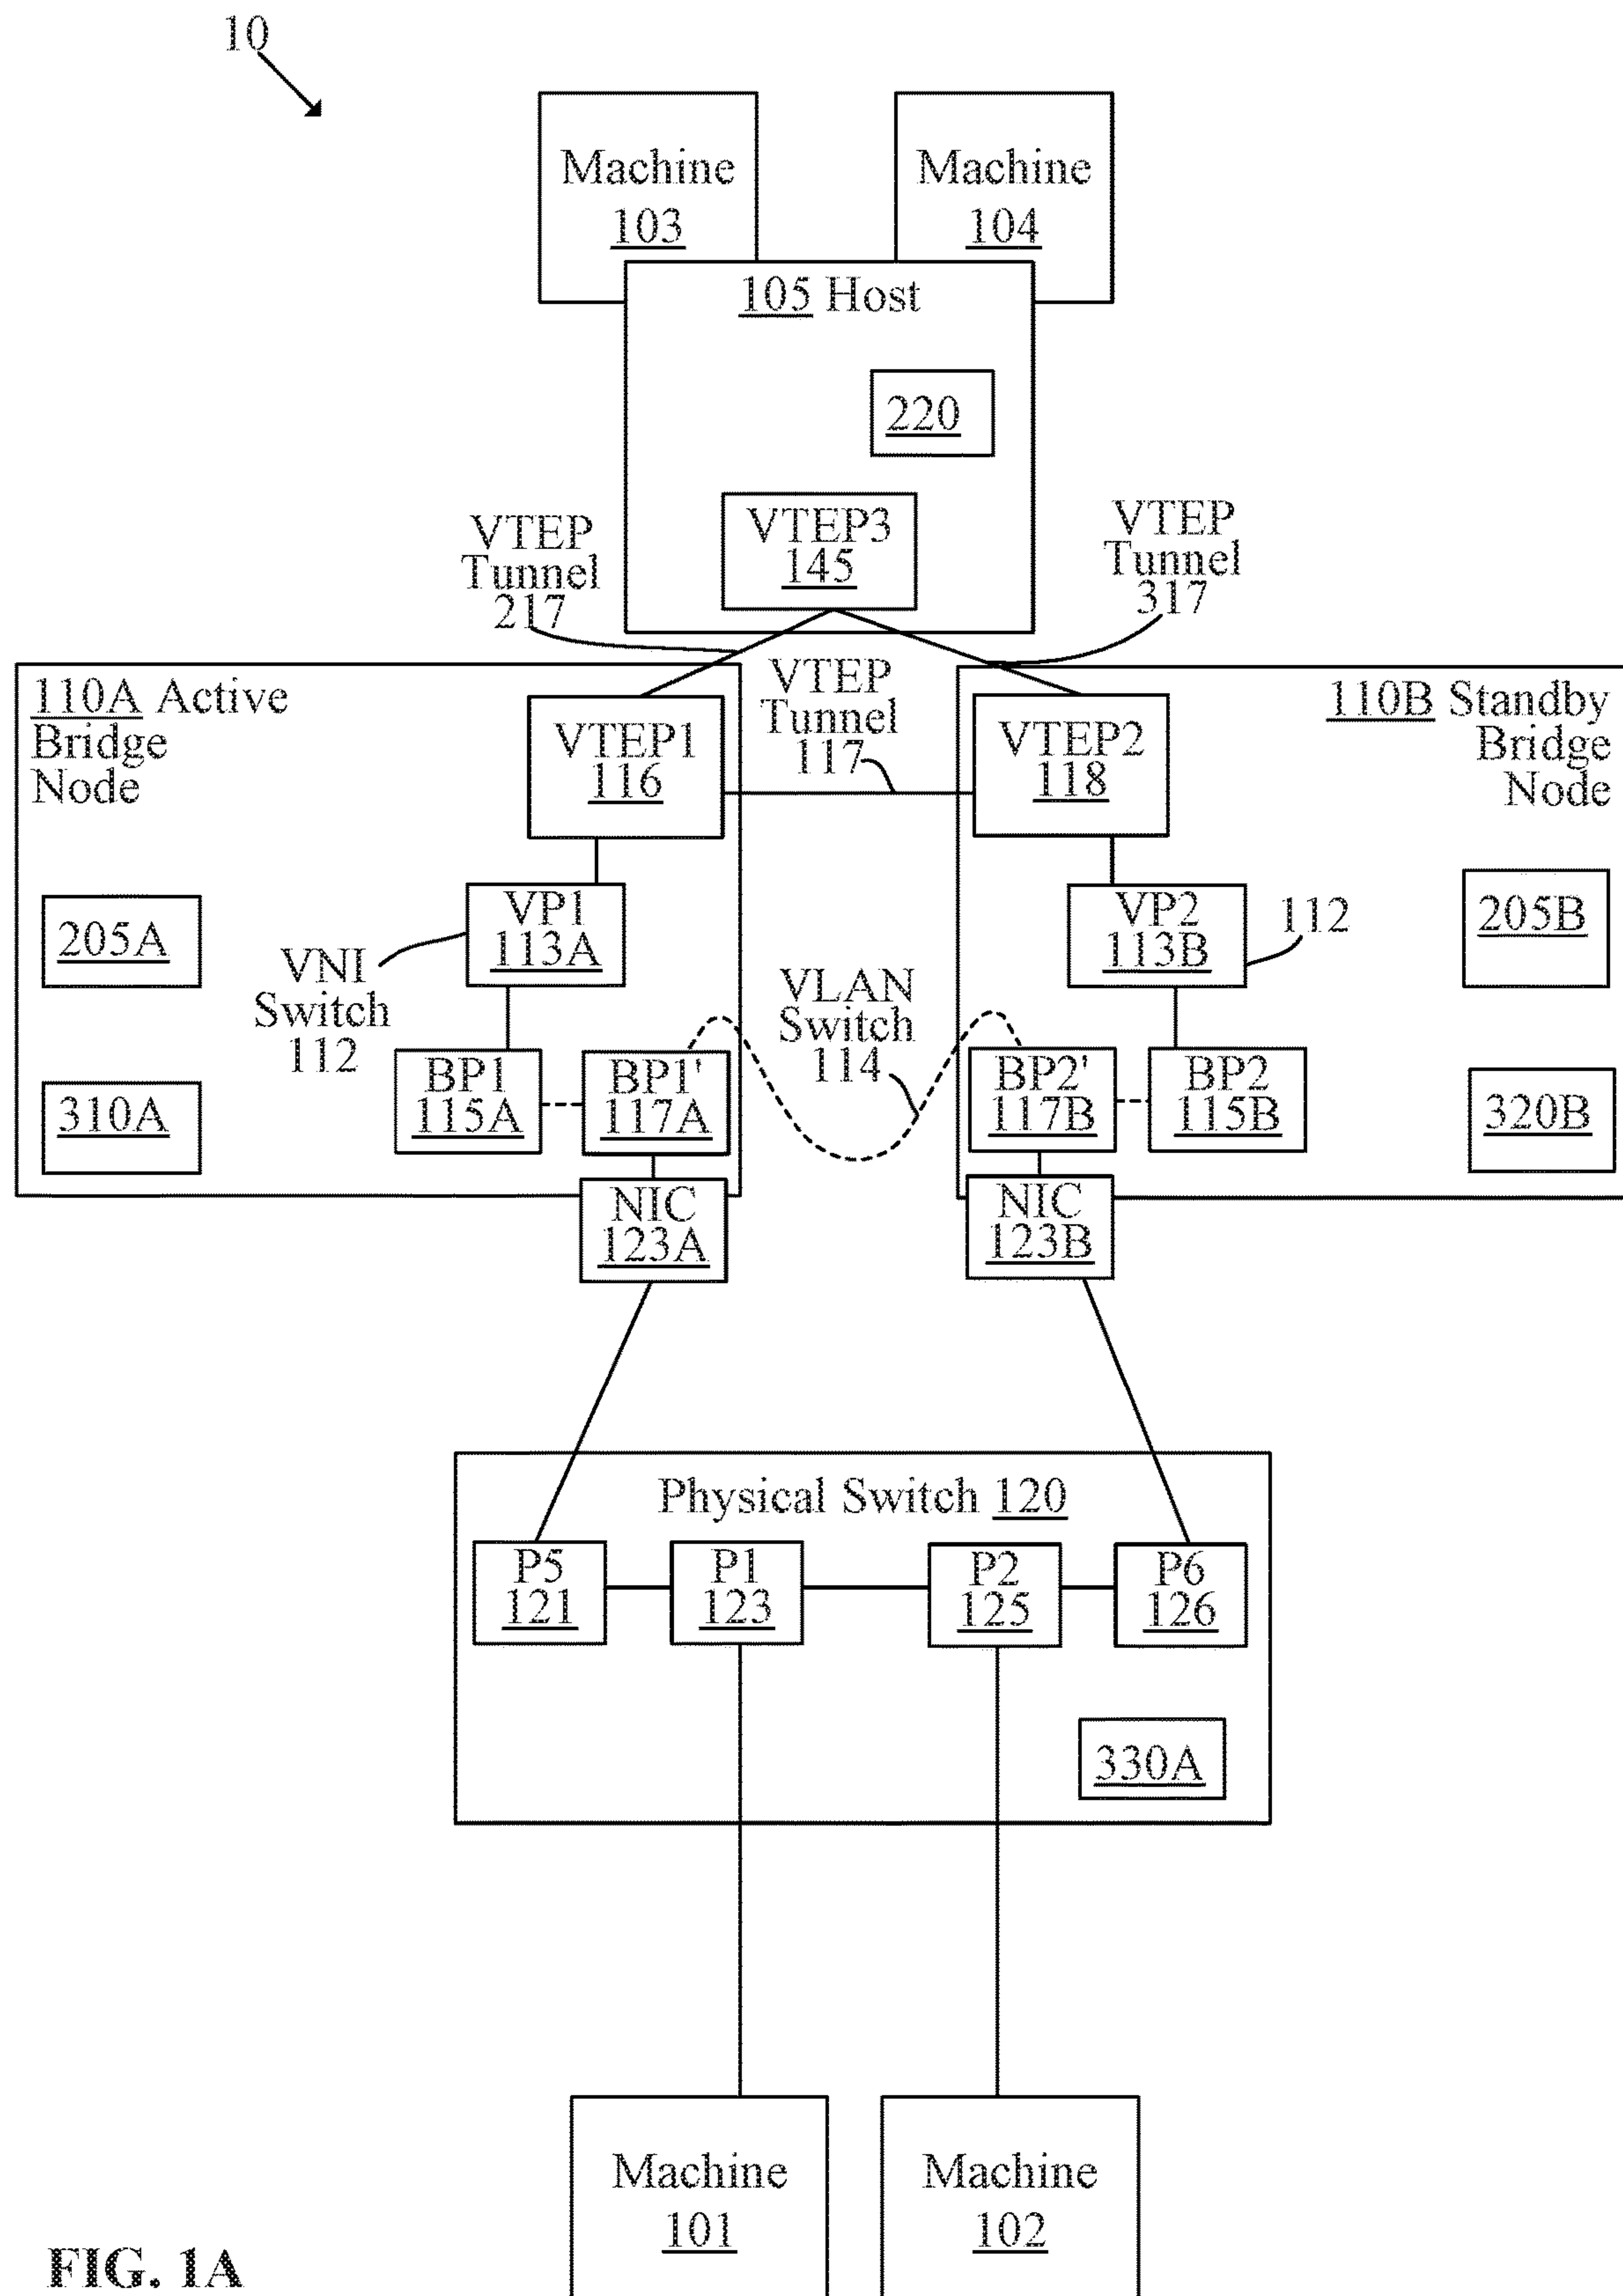 10
Machine
103
Machine
104
105 Host
220
VTEP3
145
VTEP
Tunnel
217
VTEP
Tunnel
317
110A Active
Bridge
Node
VTEP1
116
VTEP
Tunnel
117
VTEP2
118
110B Standby
Bridge
Node
205A
VP1
113A
VNI
Switch
112
VP2
113B
112
205B
VLAN
Switch
114
310A
BP1
115A
BP1'
117A
BP2'
117B
BP2
115B
320B
NIC
123A
NIC
123B
Physical Switch 120
P5
121
P1
123
P2
125
P6
126
330A
Machine
101
Machine
102
FIG. 1A